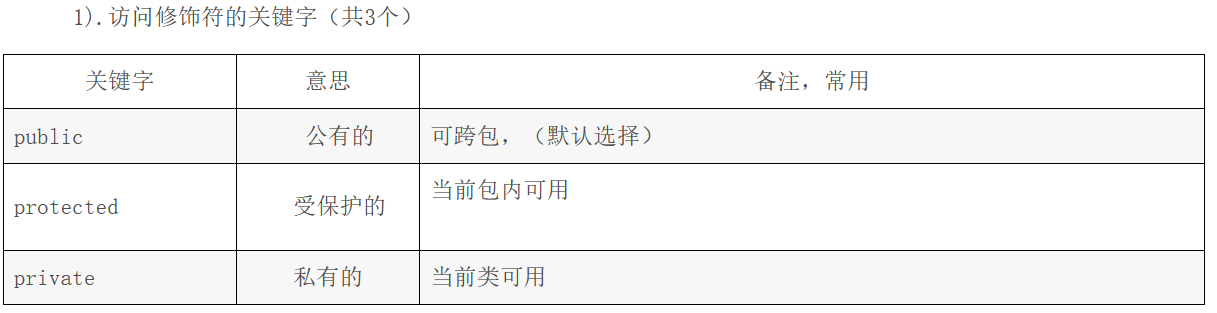 1).访问修饰符的关键字（共3个）
关键字 意思 备注，常用
public 公有的 可跨包，（默认选择）
protected 受保护的 当前包内可用
private 私有的 当前类可用